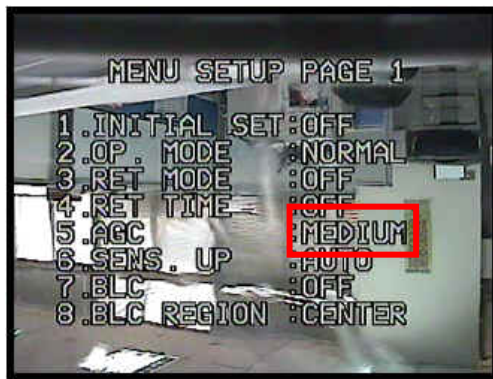 MENU SETUP PAGE 1
1.INITIAL SET:OFF
2.OP. MODE :NORMAL
3.RET MODE :OFF
4.RET TIME :OFF
5.AGC :MEDIUM
6.SENS. UP :AUTO
7.BLC :OFF
8.BLC REGION :CENTER